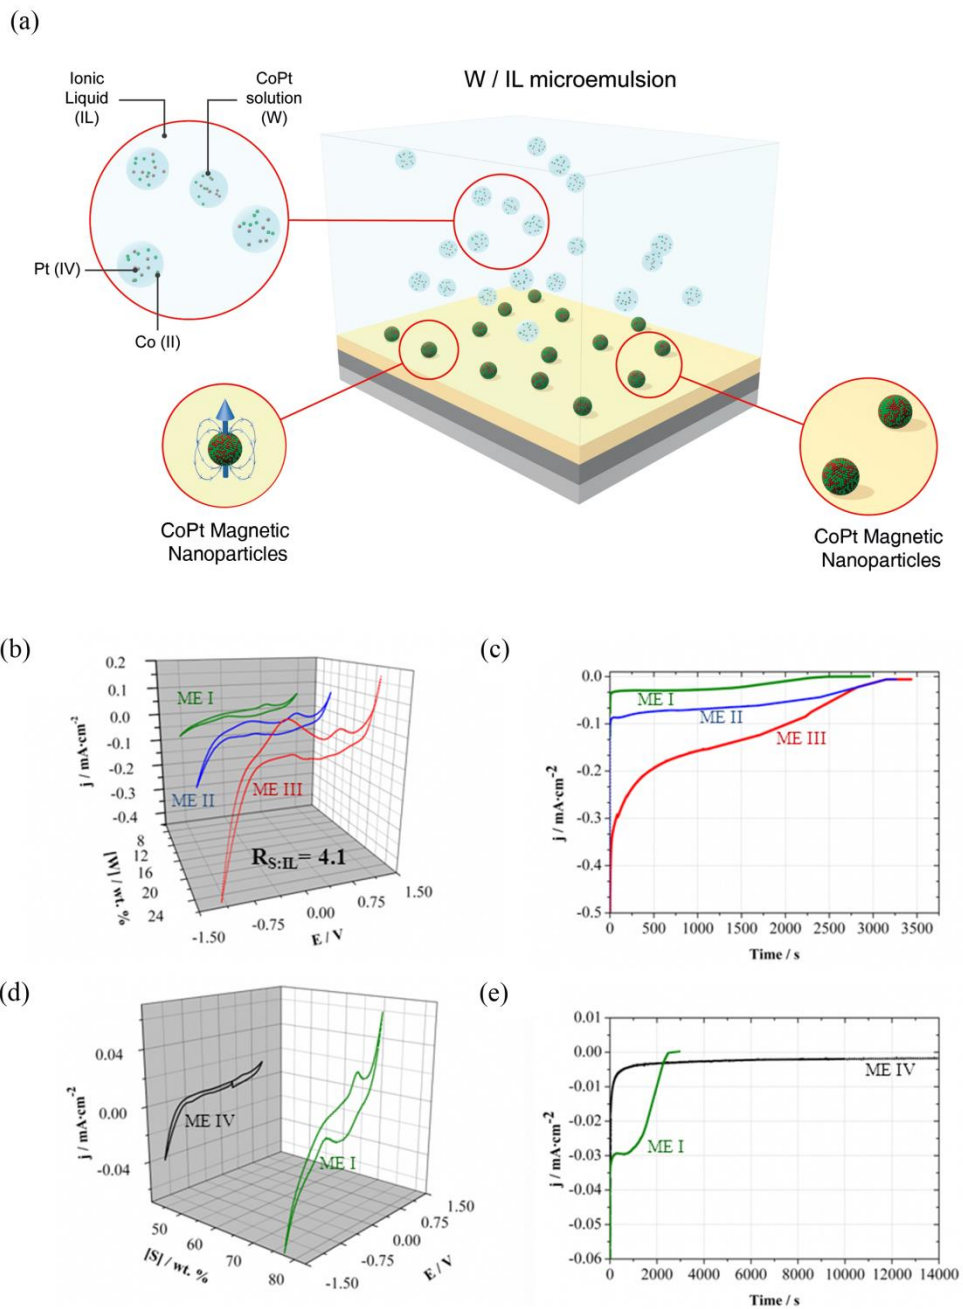 (a)
W / IL microemulsion
Ionic
Liquid
(IL)
CoPt
solution
(W)
Pt (IV)
Co (II)
CoPt Magnetic
Nanoparticles
CoPt Magnetic
Nanoparticles
(b)
0.2
0.1
0.0
-0.1
-0.2
-0.3
-0.4
j / mA·cm⁻²
ME I
ME II
ME III
R_S:IL = 4.1
8
12
16
20
24
[W] / wt. %
-1.50
-0.75
0.00
0.75
1.50
E / V
(c)
0.0
-0.1
-0.2
-0.3
-0.4
-0.5
j / mA·cm⁻²
ME I
ME II
ME III
0 500 1000 1500 2000 2500 3000 3500
Time / s
(d)
0.04
0.00
-0.04
j / mA·cm⁻²
ME IV
ME I
50
60
70
80
[S] / wt. %
-1.50
-0.75
0.00
0.75
1.50
E / V
(e)
0.01
0.00
-0.01
-0.02
-0.03
-0.04
-0.05
-0.06
j / mA·cm⁻²
ME IV
ME I
0 2000 4000 6000 8000 10000 12000 14000
Time / s